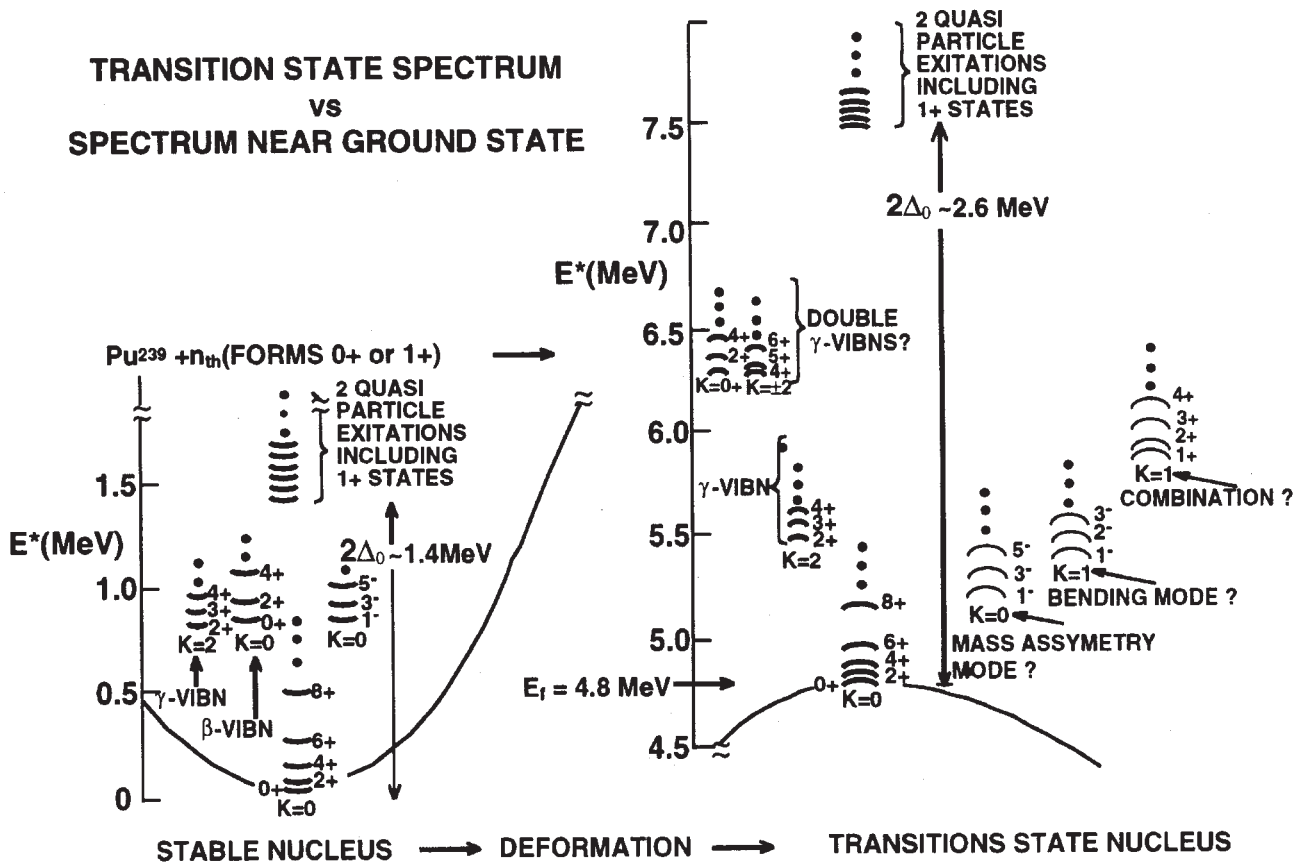 TRANSITION STATE SPECTRUM
vs
SPECTRUM NEAR GROUND STATE
Pu²³⁹ +nₜₕ(FORMS 0+ or 1+)
2 QUASI
PARTICLE
EXITATIONS
INCLUDING
1+ STATES
1.5
E*(MeV)
1.0
0.5
0
2Δ₀ ~1.4MeV
4+
3+
2+
K=2
γ-VIBN
4+
2+
0+
K=0
β-VIBN
5-
3-
1-
K=0
8+
6+
4+
2+
0+
K=0
2 QUASI
PARTICLE
EXITATIONS
INCLUDING
1+ STATES
7.5
2Δ₀ ~2.6 MeV
7.0
E*(MeV)
6.5
6.0
5.5
5.0
4.5
4+
2+
K=0+
6+
5+
4+
K=±2
DOUBLE
γ-VIBNS?
γ-VIBN
4+
3+
2+
K=2
8+
6+
4+
2+
0+
K=0
E_f = 4.8 MeV
5-
3-
1-
K=0
MASS ASSYMETRY
MODE ?
3-
2-
1-
K=1
BENDING MODE ?
4+
3+
2+
1+
K=1
COMBINATION ?
STABLE NUCLEUS → DEFORMATION → TRANSITIONS STATE NUCLEUS